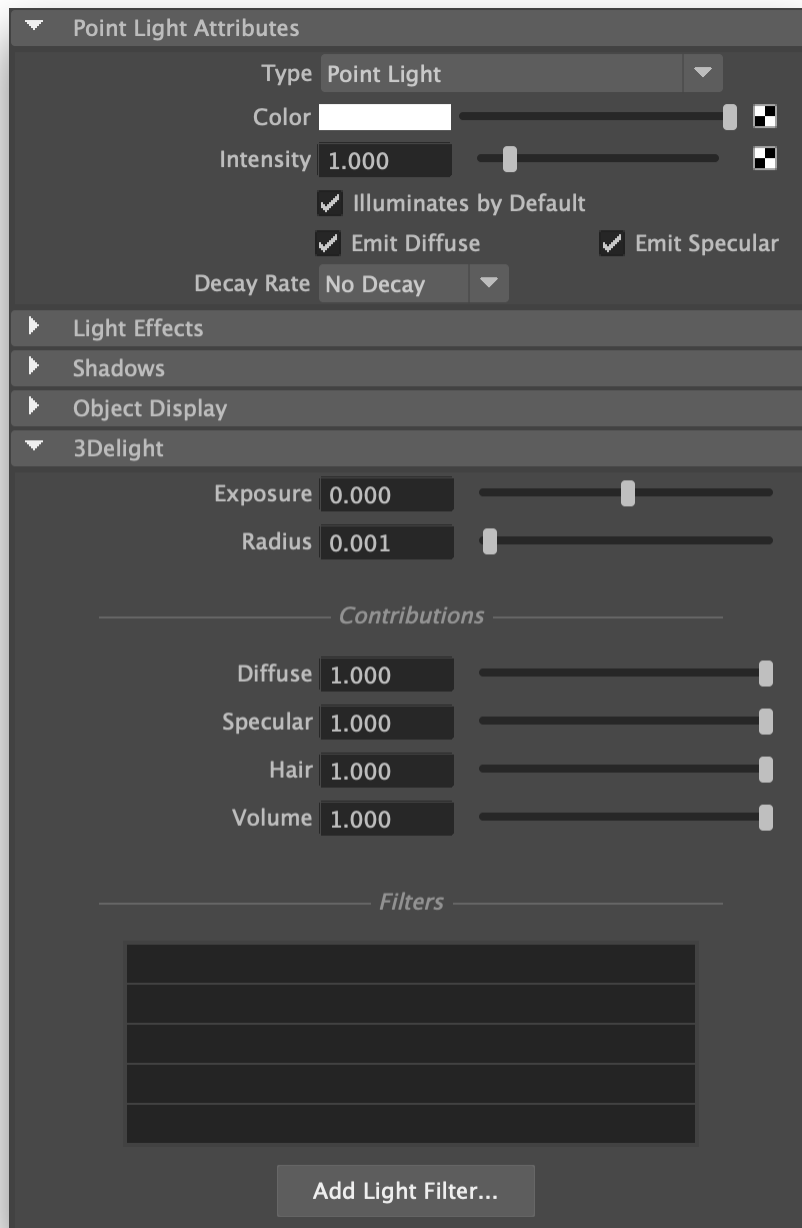 Point Light Attributes
Type Point Light
Color
Intensity 1.000
Illuminates by Default
Emit Diffuse Emit Specular
Decay Rate No Decay
Light Effects
Shadows
Object Display
3Delight
Exposure 0.000
Radius 0.001
Contributions
Diffuse 1.000
Specular 1.000
Hair 1.000
Volume 1.000
Filters
Add Light Filter...